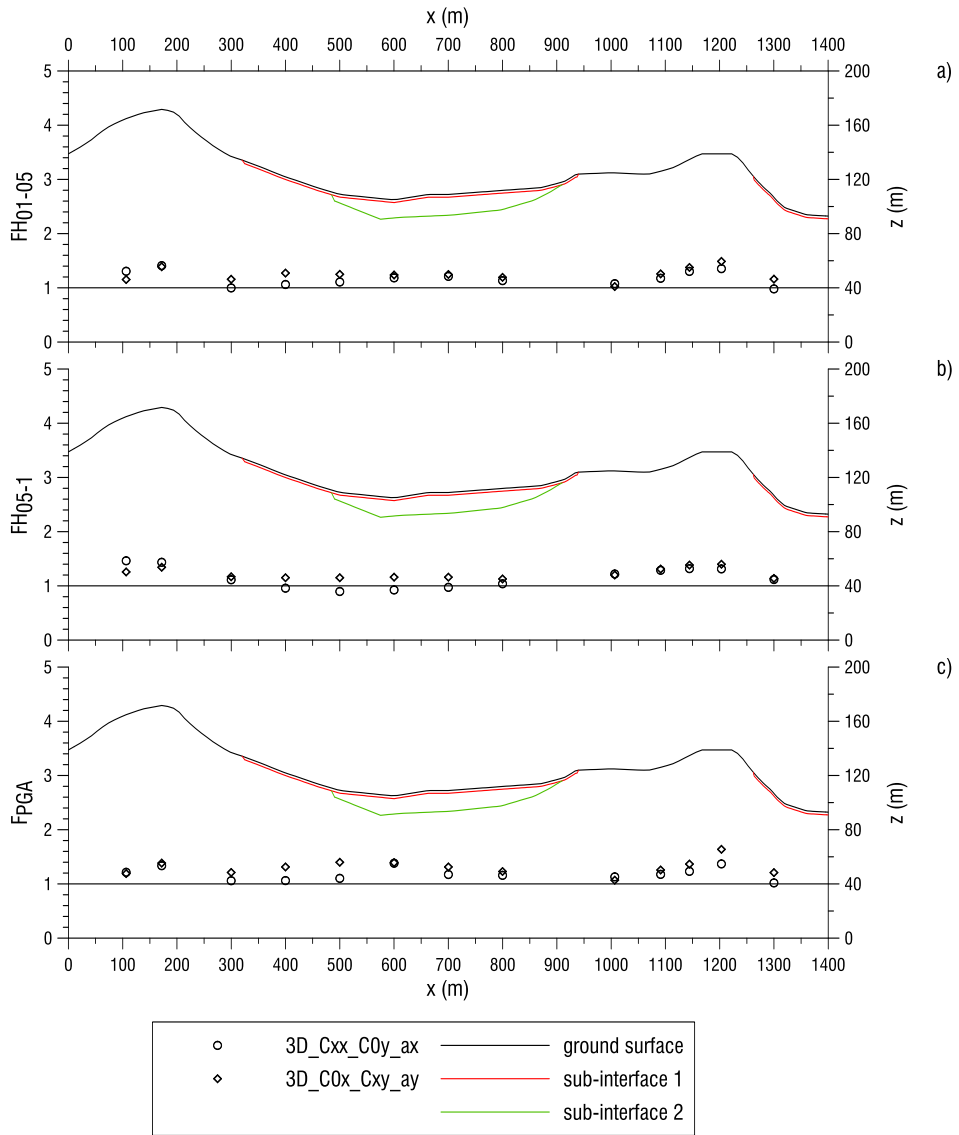 x (m)
0 100 200 300 400 500 600 700 800 900 1000 1100 1200 1300 1400
a)
5
4
3
2
1
0
FH01-05
200
160
120
80
40
0
z (m)
b)
5
4
3
2
1
0
FH05-1
200
160
120
80
40
0
z (m)
c)
5
4
3
2
1
0
FPGA
200
160
120
80
40
0
z (m)
0 100 200 300 400 500 600 700 800 900 1000 1100 1200 1300 1400
x (m)
3D_Cxx_C0y_ax ground surface
3D_C0x_Cxy_ay sub-interface 1
sub-interface 2